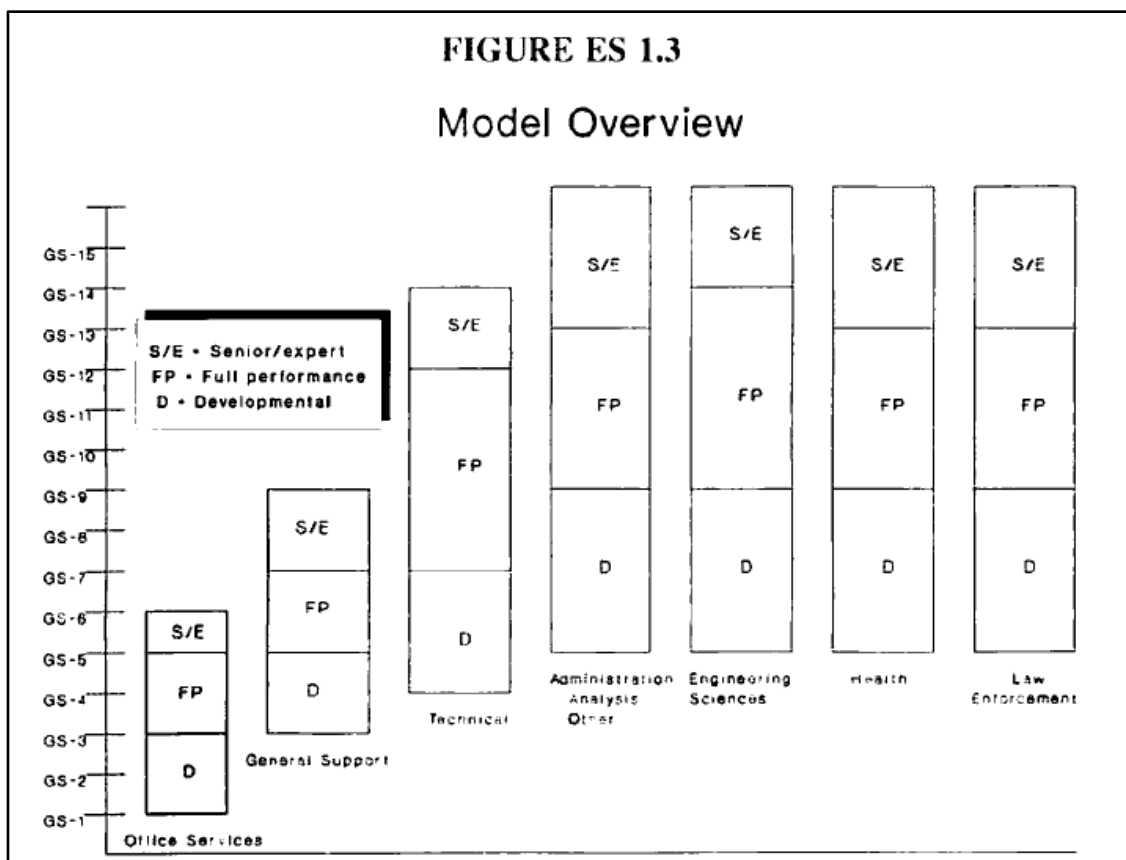 FIGURE ES 1.3
Model Overview
GS-15
GS-14
GS-13
GS-12
GS-11
GS-10
GS-9
GS-8
GS-7
GS-6
GS-5
GS-4
GS-3
GS-2
GS-1
S/E • Senior/expert
FP • Full performance
D • Developmental
S/E
FP
D
Office Services
S/E
FP
D
General Support
S/E
FP
D
Technical
S/E
FP
D
Administration
Analysis
Other
S/E
FP
D
Engineering
Sciences
S/E
FP
D
Health
S/E
FP
D
Law
Enforcement